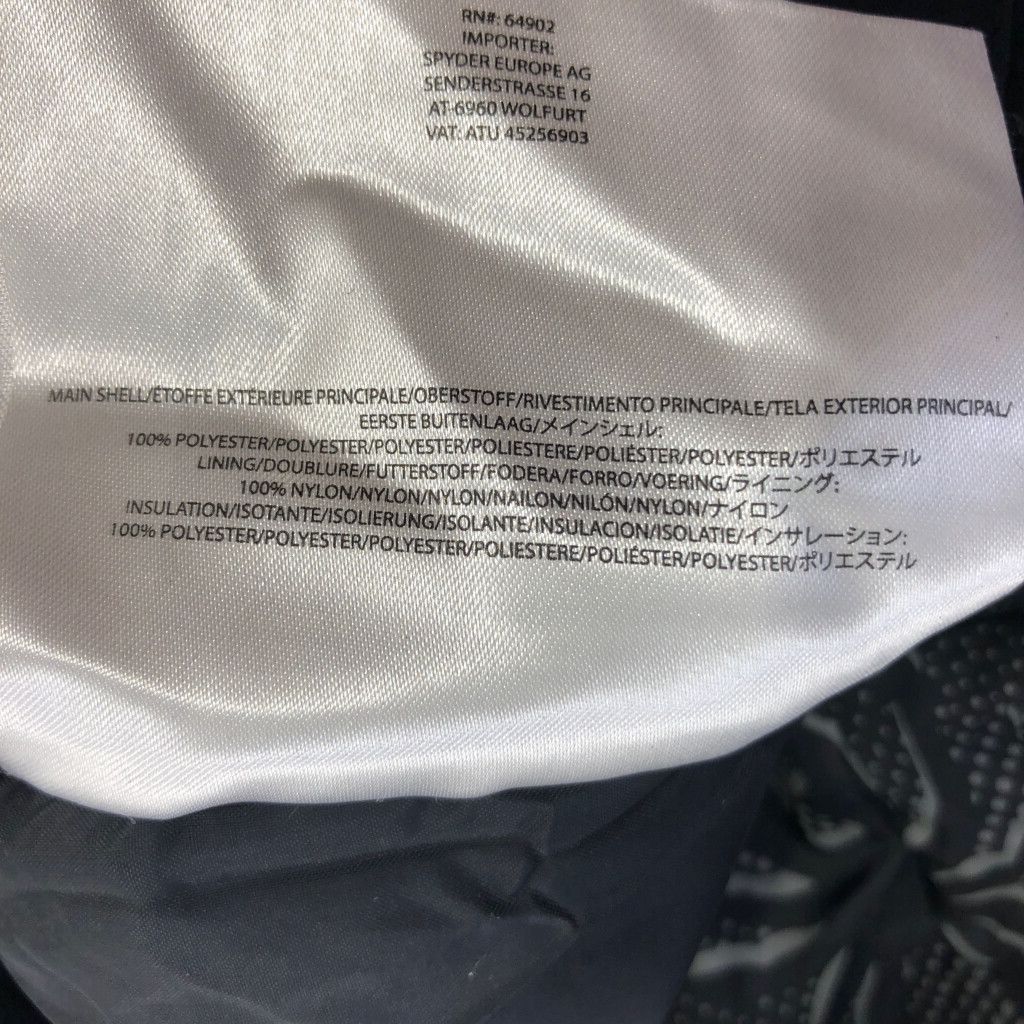 RN#: 64902
IMPORTER:
SPYDER EUROPE AG
SENDERSTRASSE 16
AT-6960 WOLFURT
VAT: ATU 45256903
MAIN SHELL/ÉTOFFE EXTÉRIEURE PRINCIPALE/OBERSTOFF/RIVESTIMENTO PRINCIPALE/TELA EXTERIOR PRINCIPAL/
EERSTE BUITENLAAG/メインシェル:
100% POLYESTER/POLYESTER/POLYESTER/POLIESTERE/POLIÉSTER/POLYESTER/ポリエステル
LINING/DOUBLURE/FUTTERSTOFF/FODERA/FORRO/VOERING/ライニング:
100% NYLON/NYLON/NYLON/NAILON/NILÓN/NYLON/ナイロン
INSULATION/ISOTANTE/ISOLIERUNG/ISOLANTE/INSULACION/ISOLATIE/インサレーション:
100% POLYESTER/POLYESTER/POLYESTER/POLIESTERE/POLIÉSTER/POLYESTER/ポリエステル